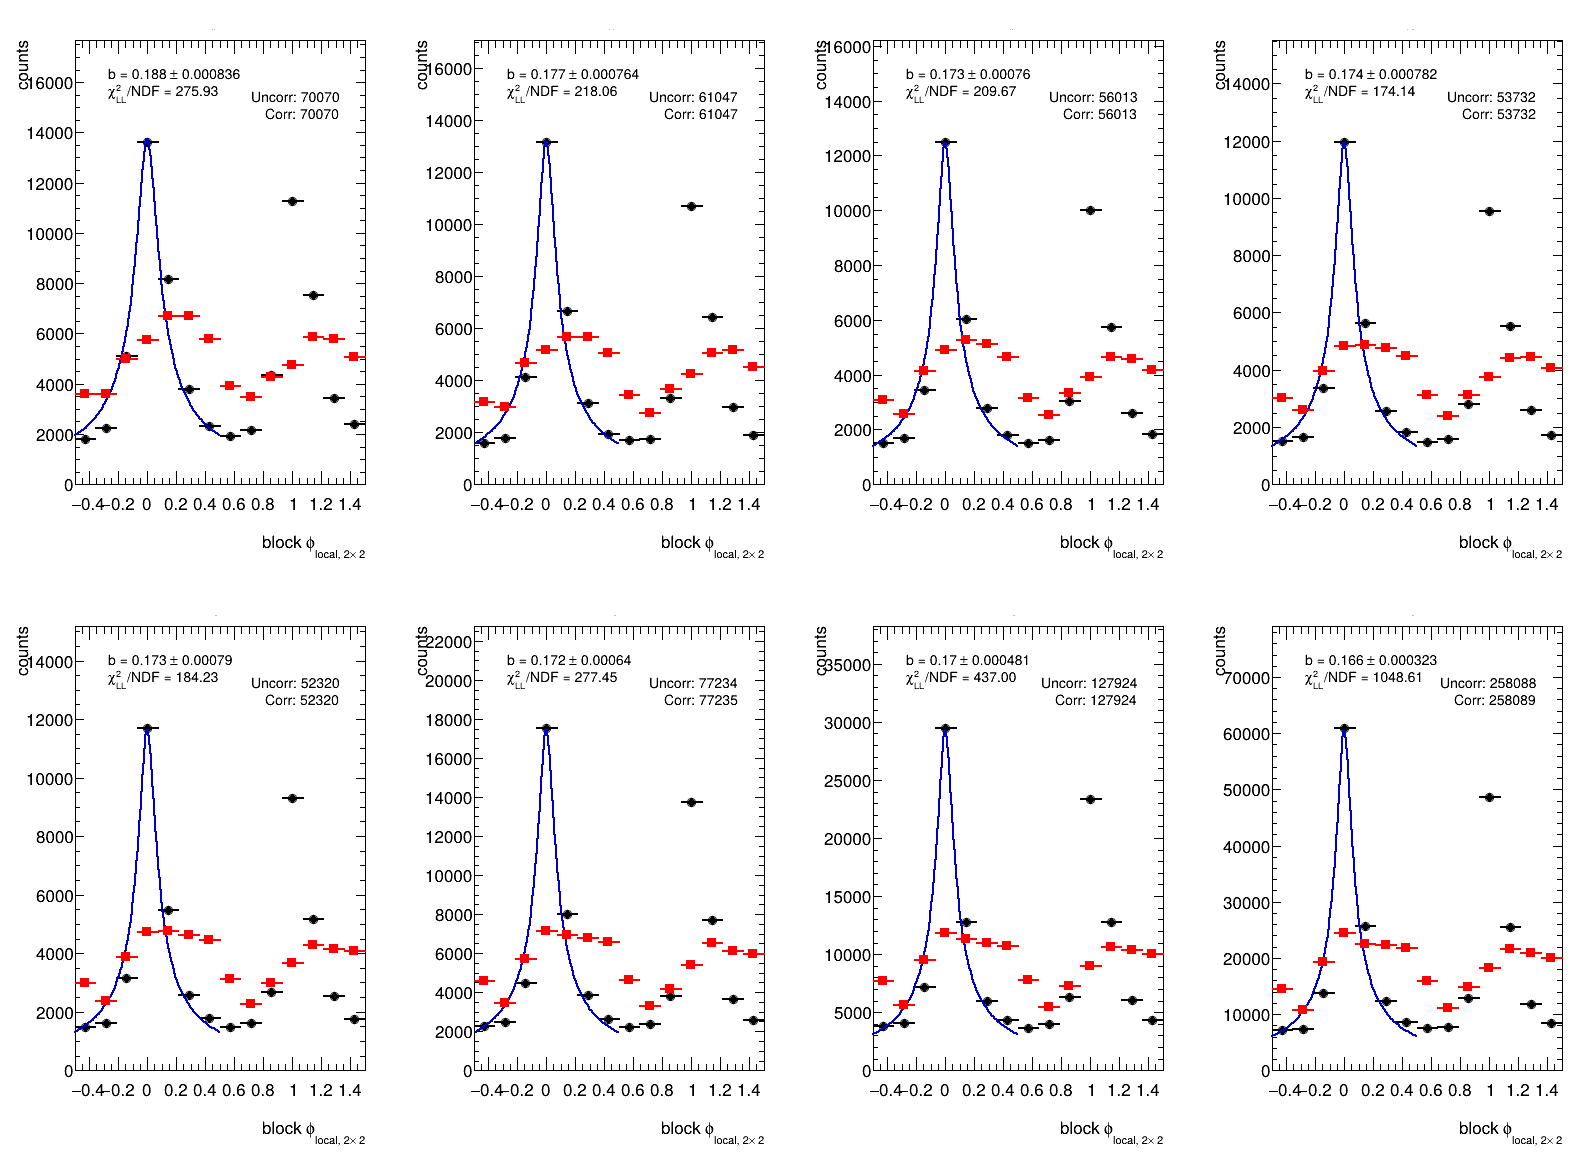 counts
b = 0.188 ± 0.000836
χ²_LL/NDF = 275.93
Uncorr: 70070
Corr: 70070
16000
14000
12000
10000
8000
6000
4000
2000
0
−0.4 −0.2 0 0.2 0.4 0.6 0.8 1 1.2 1.4
block ϕ local, 2×2
counts
b = 0.177 ± 0.000764
χ²_LL/NDF = 218.06
Uncorr: 61047
Corr: 61047
16000
14000
12000
10000
8000
6000
4000
2000
0
−0.4 −0.2 0 0.2 0.4 0.6 0.8 1 1.2 1.4
block ϕ local, 2×2
counts
b = 0.173 ± 0.00076
χ²_LL/NDF = 209.67
Uncorr: 56013
Corr: 56013
16000
14000
12000
10000
8000
6000
4000
2000
0
−0.4 −0.2 0 0.2 0.4 0.6 0.8 1 1.2 1.4
block ϕ local, 2×2
counts
b = 0.174 ± 0.000782
χ²_LL/NDF = 174.14
Uncorr: 53732
Corr: 53732
14000
12000
10000
8000
6000
4000
2000
0
−0.4 −0.2 0 0.2 0.4 0.6 0.8 1 1.2 1.4
block ϕ local, 2×2
counts
b = 0.173 ± 0.00079
χ²_LL/NDF = 184.23
Uncorr: 52320
Corr: 52320
14000
12000
10000
8000
6000
4000
2000
0
−0.4 −0.2 0 0.2 0.4 0.6 0.8 1 1.2 1.4
block ϕ local, 2×2
counts
b = 0.172 ± 0.00064
χ²_LL/NDF = 277.45
Uncorr: 77234
Corr: 77235
22000
20000
18000
16000
14000
12000
10000
8000
6000
4000
2000
0
−0.4 −0.2 0 0.2 0.4 0.6 0.8 1 1.2 1.4
block ϕ local, 2×2
counts
b = 0.17 ± 0.000481
χ²_LL/NDF = 437.00
Uncorr: 127924
Corr: 127924
35000
30000
25000
20000
15000
10000
5000
0
−0.4 −0.2 0 0.2 0.4 0.6 0.8 1 1.2 1.4
block ϕ local, 2×2
counts
b = 0.166 ± 0.000323
χ²_LL/NDF = 1048.61
Uncorr: 258088
Corr: 258089
70000
60000
50000
40000
30000
20000
10000
0
−0.4 −0.2 0 0.2 0.4 0.6 0.8 1 1.2 1.4
block ϕ local, 2×2